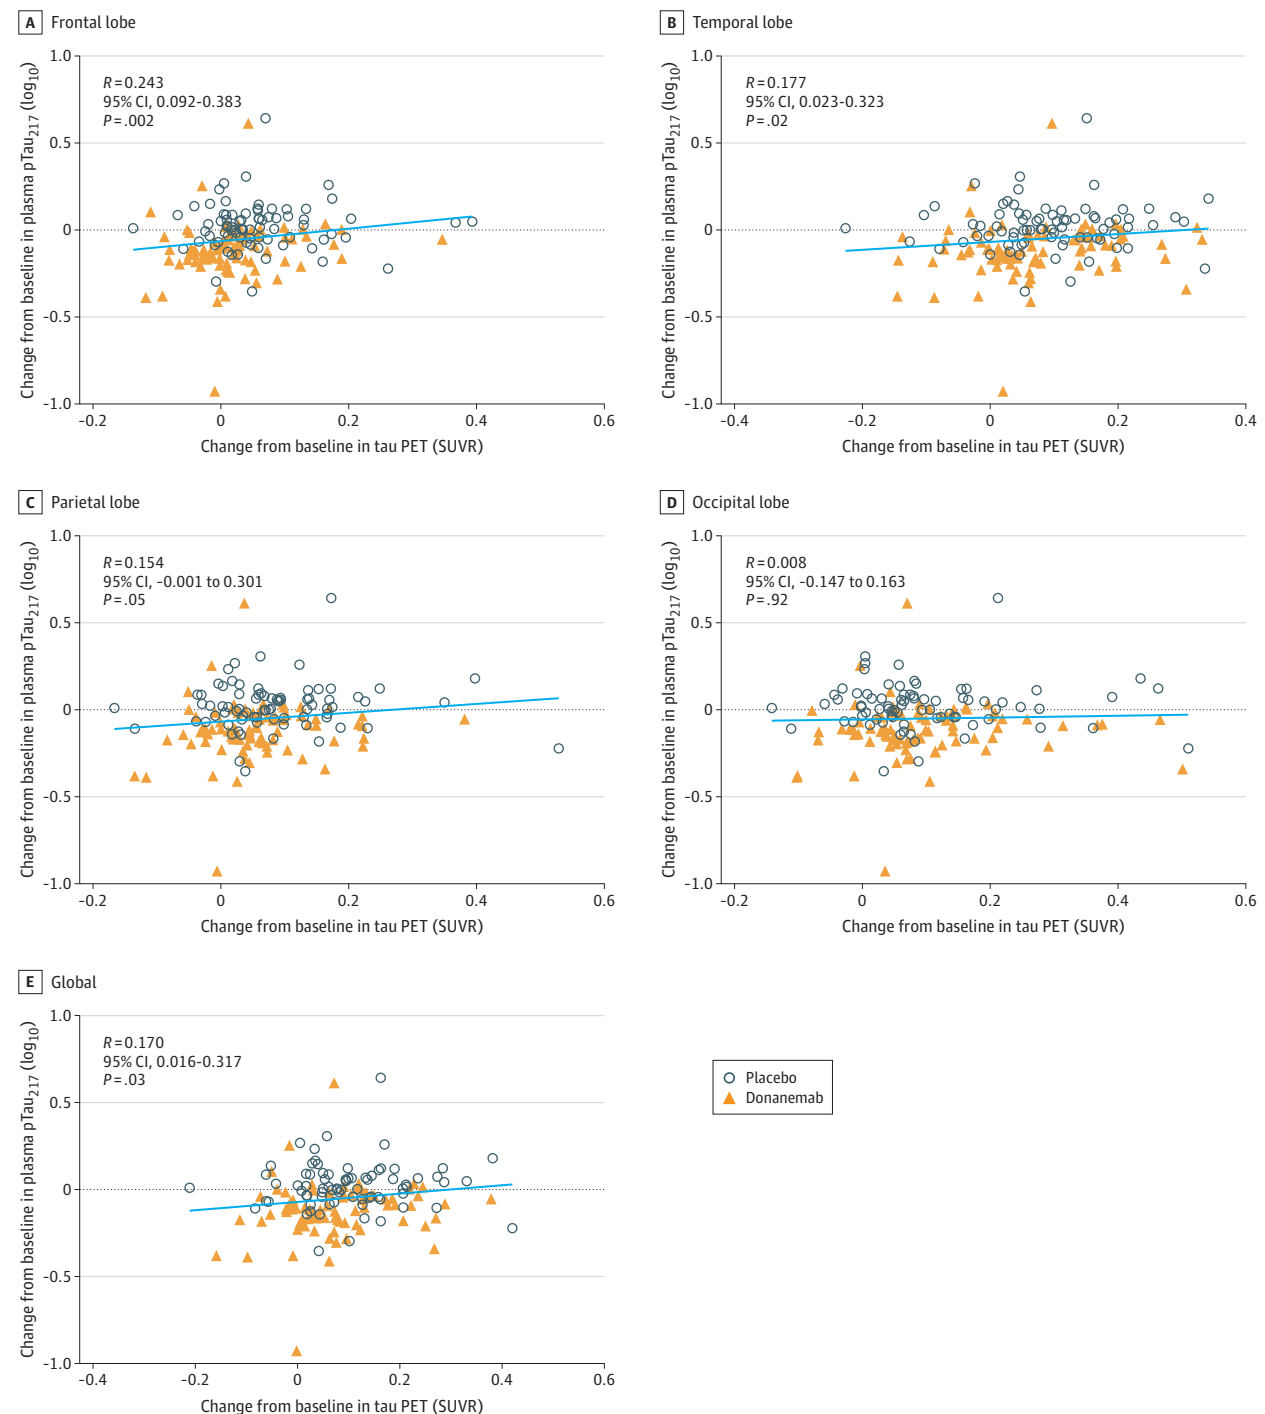 A Frontal lobe
Change from baseline in plasma pTau217 (log10)
1.0
0.5
0
-0.5
-1.0
R = 0.243
95% CI, 0.092-0.383
P = .002
-0.2 0 0.2 0.4 0.6
Change from baseline in tau PET (SUVR)
B Temporal lobe
Change from baseline in plasma pTau217 (log10)
1.0
0.5
0
-0.5
-1.0
R = 0.177
95% CI, 0.023-0.323
P = .02
-0.4 -0.2 0 0.2 0.4
Change from baseline in tau PET (SUVR)
C Parietal lobe
Change from baseline in plasma pTau217 (log10)
1.0
0.5
0
-0.5
-1.0
R = 0.154
95% CI, -0.001 to 0.301
P = .05
-0.2 0 0.2 0.4 0.6
Change from baseline in tau PET (SUVR)
D Occipital lobe
Change from baseline in plasma pTau217 (log10)
1.0
0.5
0
-0.5
-1.0
R = 0.008
95% CI, -0.147 to 0.163
P = .92
-0.2 0 0.2 0.4 0.6
Change from baseline in tau PET (SUVR)
E Global
Change from baseline in plasma pTau217 (log10)
1.0
0.5
0
-0.5
-1.0
R = 0.170
95% CI, 0.016-0.317
P = .03
-0.4 -0.2 0 0.2 0.4 0.6
Change from baseline in tau PET (SUVR)
Placebo
Donanemab